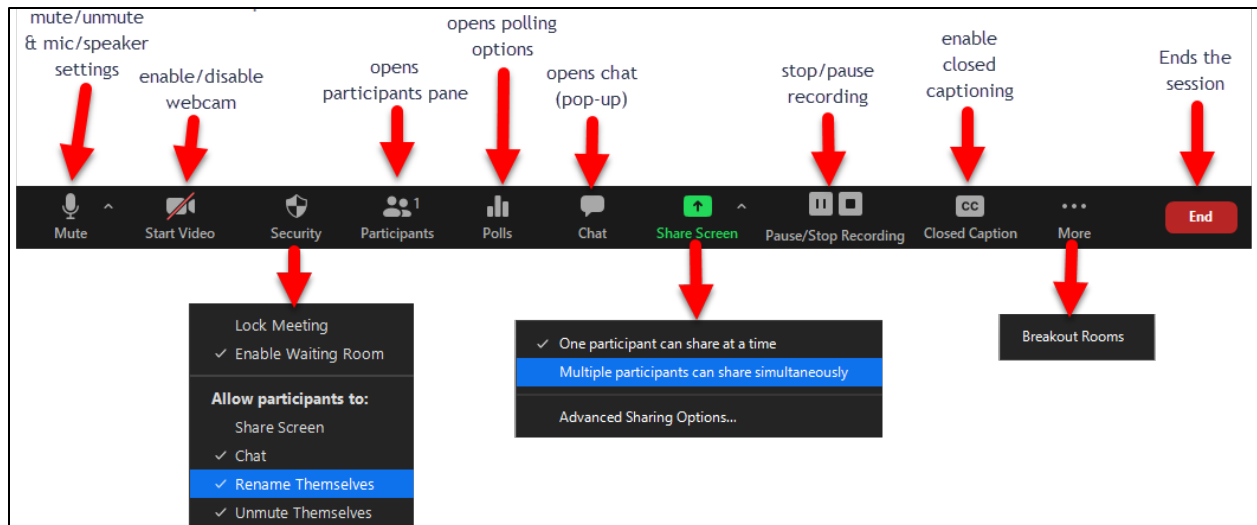 mute/unmute
& mic/speaker
settings
enable/disable
webcam
opens
participants pane
opens polling
options
opens chat
(pop-up)
stop/pause
recording
enable
closed
captioning
Ends the
session
Mute
Start Video
Security
1
Participants
Polls
Chat
Share Screen
Pause/Stop Recording
CC
Closed Caption
More
End
Lock Meeting
Enable Waiting Room
Allow participants to:
Share Screen
Chat
Rename Themselves
Unmute Themselves
One participant can share at a time
Multiple participants can share simultaneously
Advanced Sharing Options...
Breakout Rooms